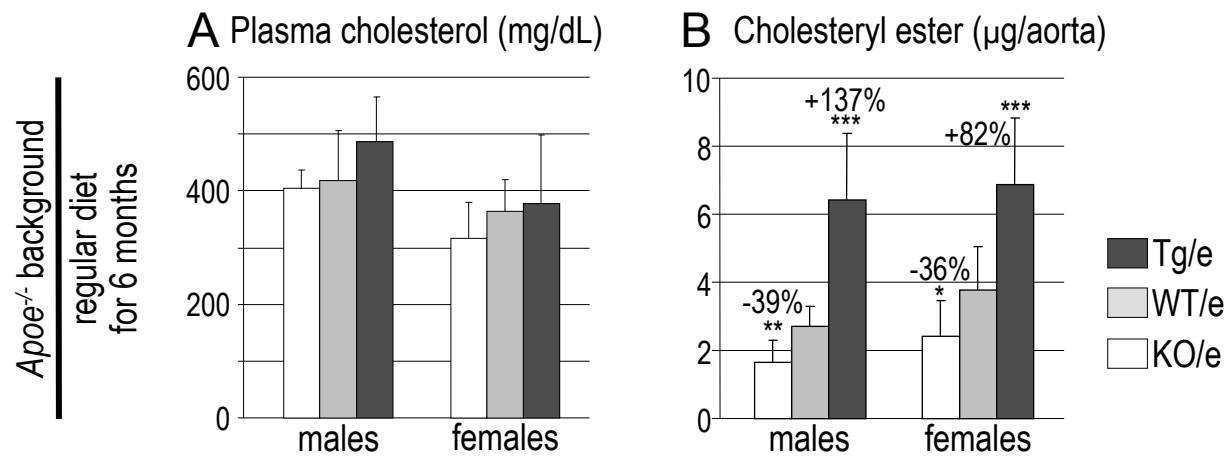 A Plasma cholesterol (mg/dL)
600
400
200
0
males
females
Apoe-/- background
regular diet
for 6 months
B Cholesteryl ester (µg/aorta)
10
8
6
4
2
0
-39%
**
+137%
***
-36%
*
+82%
***
males
females
Tg/e
WT/e
KO/e